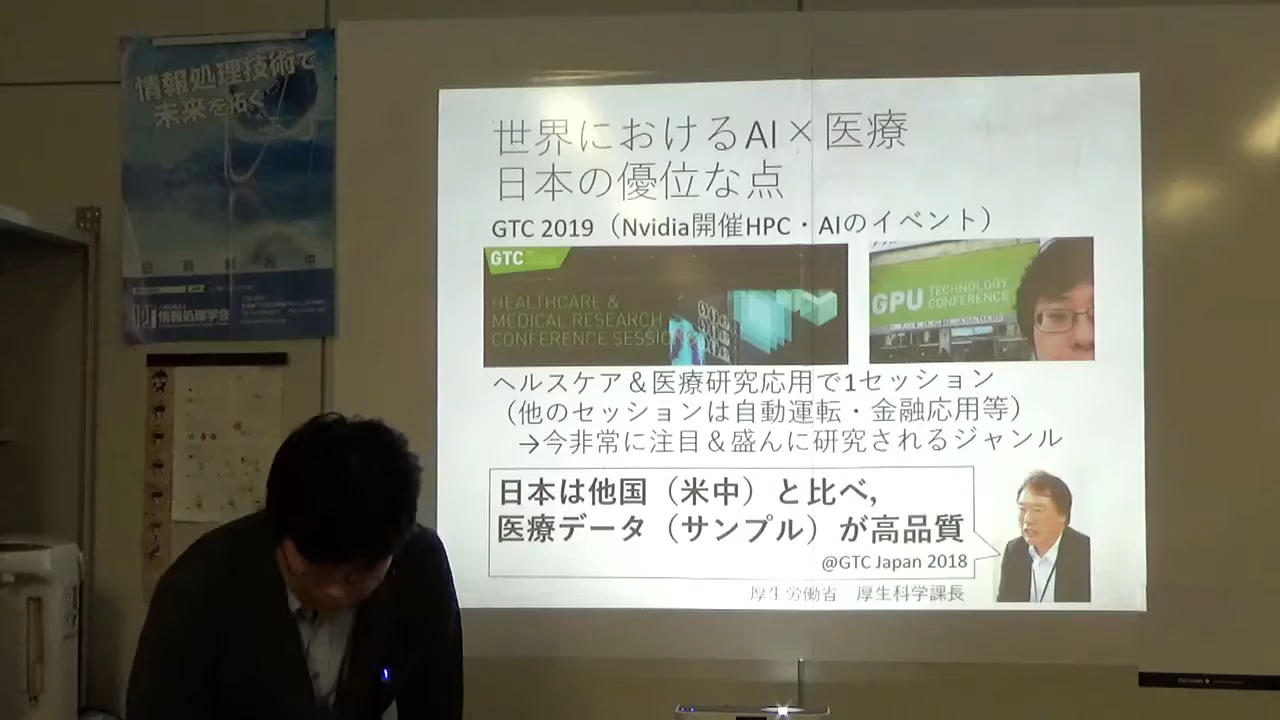 情報処理技術で
未来を拓く
会員募集中
情報処理学会
世界におけるAI×医療
日本の優位な点
GTC 2019（Nvidia開催HPC・AIのイベント）
GTC
HEALTHCARE &
MEDICAL RESEARCH
CONFERENCE SESSIO
GPU TECHNOLOGY
CONFERENCE
ヘルスケア＆医療研究応用で1セッション
（他のセッションは自動運転・金融応用等）
→今非常に注目＆盛んに研究されるジャンル
日本は他国（米中）と比べ,
医療データ（サンプル）が高品質
@GTC Japan 2018
厚生労働省　厚生科学課長